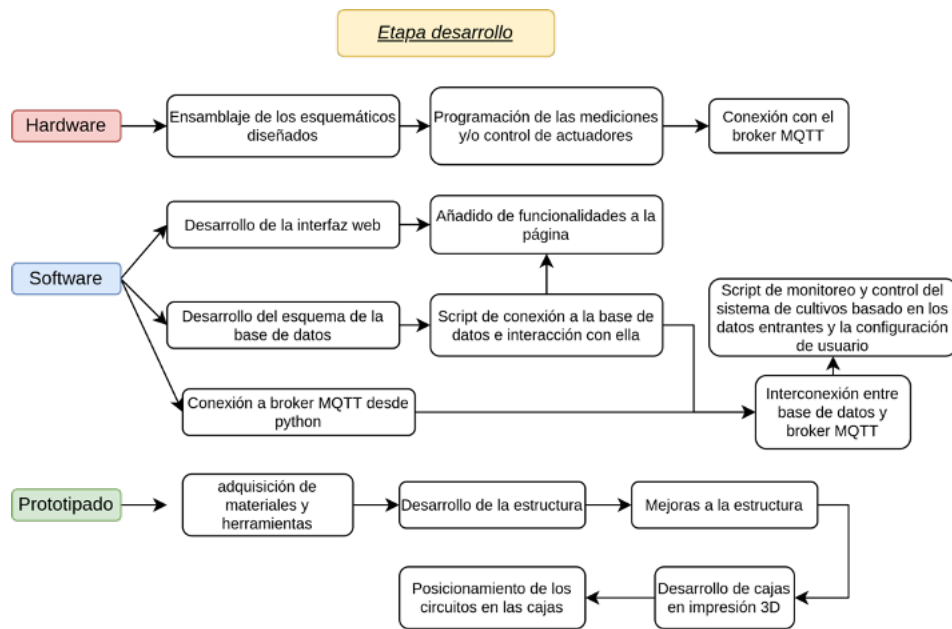 Etapa desarrollo
Hardware
Ensamblaje de los esquemáticos
diseñados
Programación de las mediciones
y/o control de actuadores
Conexión con el
broker MQTT
Software
Desarrollo de la interfaz web
Añadido de funcionalidades a la
página
Desarrollo del esquema de la
base de datos
Script de conexión a la base de
datos e interacción con ella
Script de monitoreo y control del
sistema de cultivos basado en los
datos entrantes y la configuración
de usuario
Conexión a broker MQTT desde
python
Interconexión entre
base de datos y
broker MQTT
Prototipado
adquisición de
materiales y
herramientas
Desarrollo de la estructura
Mejoras a la estructura
Posicionamiento de los
circuitos en las cajas
Desarrollo de cajas
en impresión 3D